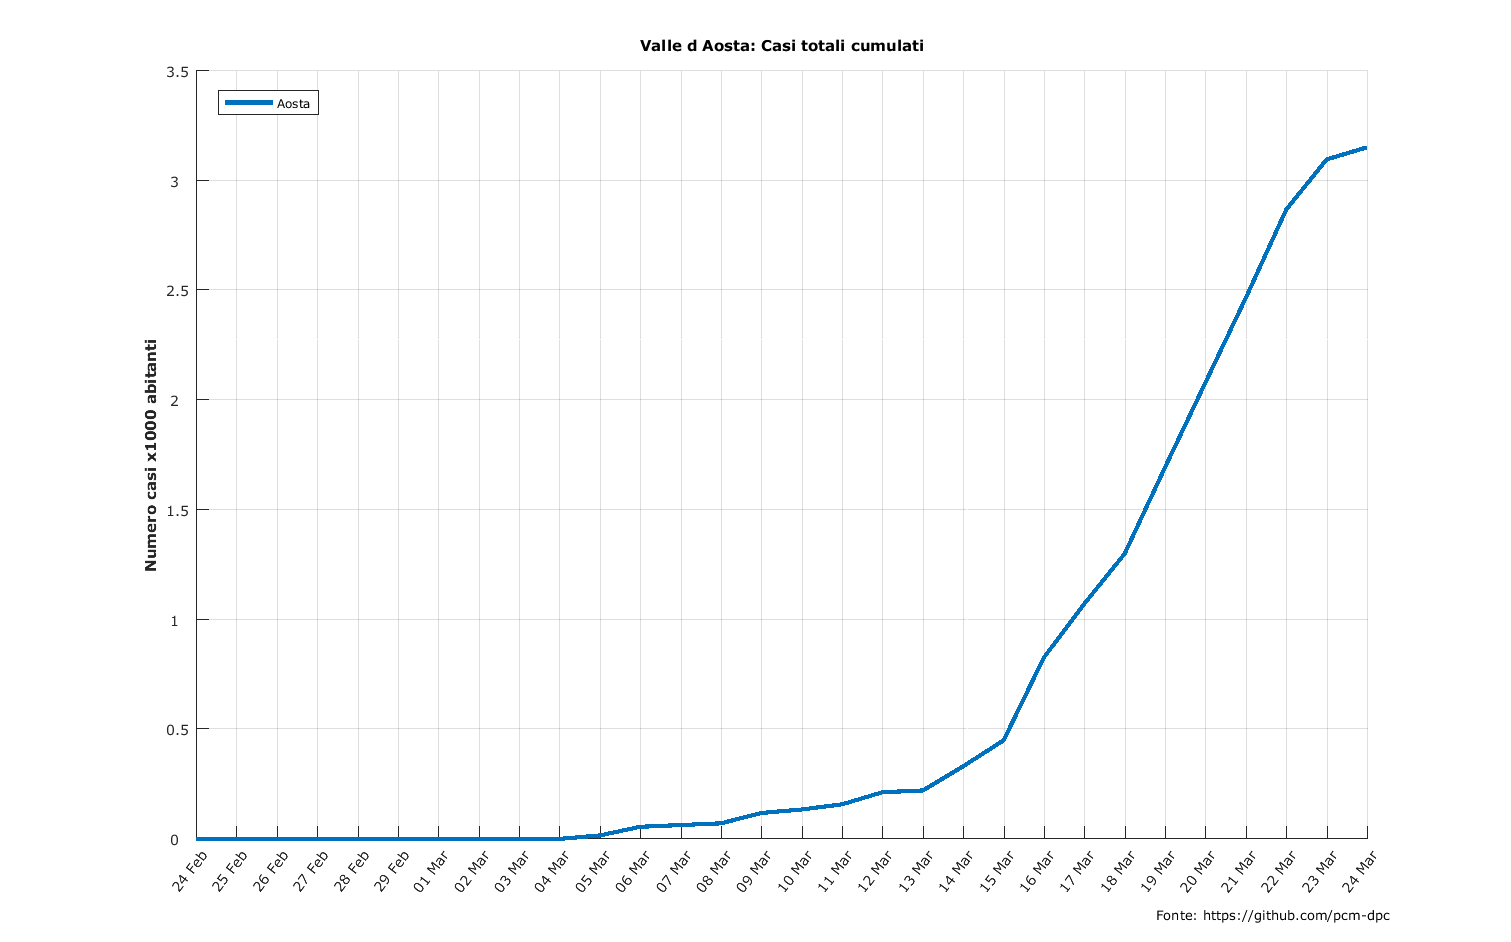 Valle d Aosta: Casi totali cumulati
Aosta
Numero casi x1000 abitanti
3.5
3
2.5
2
1.5
1
0.5
0
24 Feb
25 Feb
26 Feb
27 Feb
28 Feb
29 Feb
01 Mar
02 Mar
03 Mar
04 Mar
05 Mar
06 Mar
07 Mar
08 Mar
09 Mar
10 Mar
11 Mar
12 Mar
13 Mar
14 Mar
15 Mar
16 Mar
17 Mar
18 Mar
19 Mar
20 Mar
21 Mar
22 Mar
23 Mar
24 Mar
Fonte: https://github.com/pcm-dpc